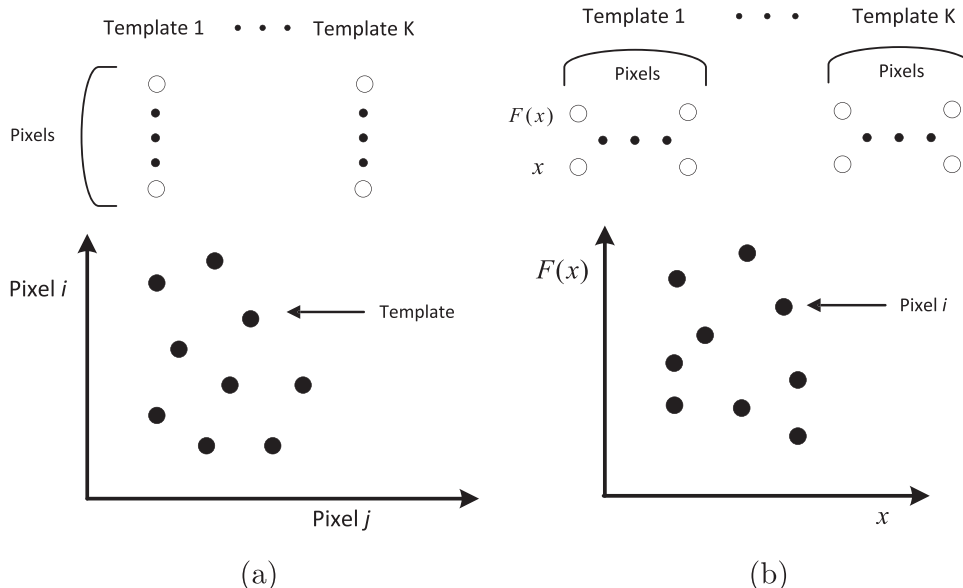 Template 1 • • • Template K
Pixels
Pixel i
Template
Pixel j
(a)
Template 1 • • • Template K
Pixels
Pixels
F(x)
x
F(x)
Pixel i
x
(b)